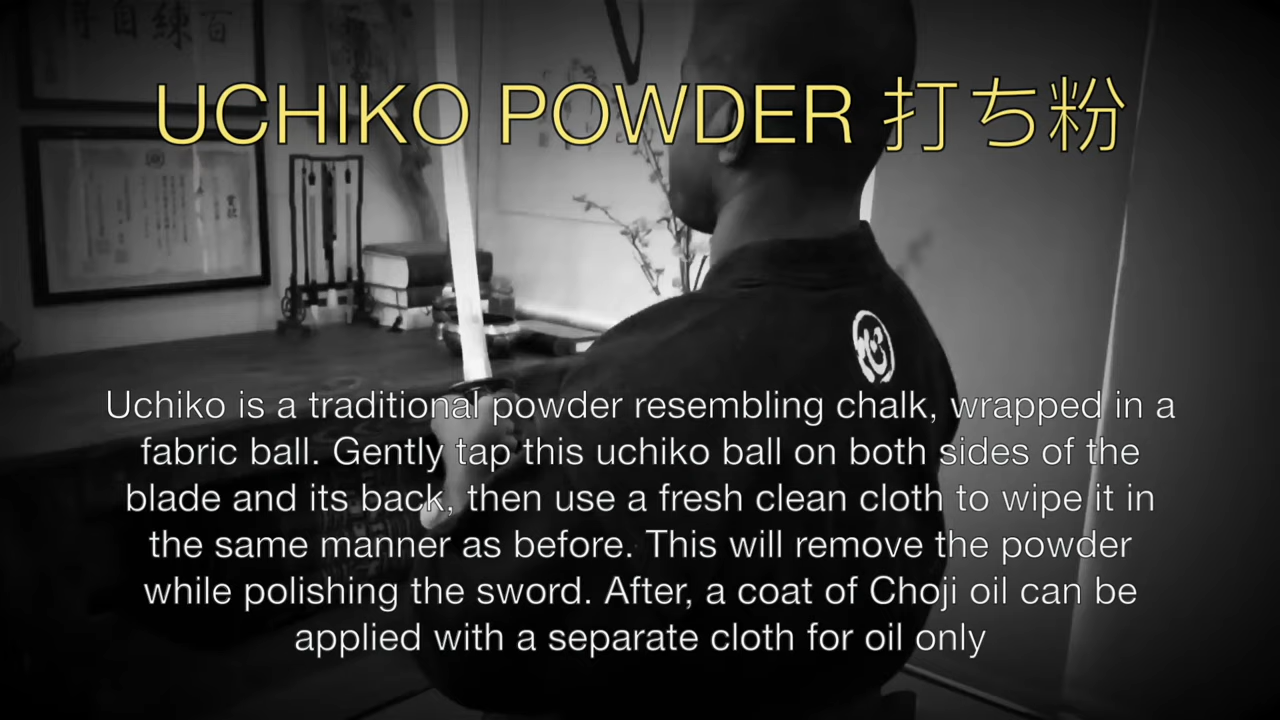 UCHIKO POWDER 打ち粉
Uchiko is a traditional powder resembling chalk, wrapped in a
fabric ball. Gently tap this uchiko ball on both sides of the
blade and its back, then use a fresh clean cloth to wipe it in
the same manner as before. This will remove the powder
while polishing the sword. After, a coat of Choji oil can be
applied with a separate cloth for oil only